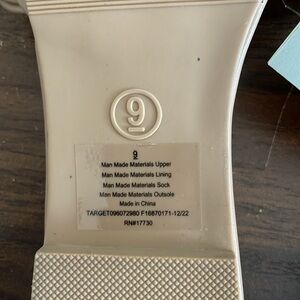 9
9
Man Made Materials Upper
Man Made Materials Lining
Man Made Materials Sock
Man Made Materials Outsole
Made in China
TARGET096072980 F16870171-12/22
RN#17730